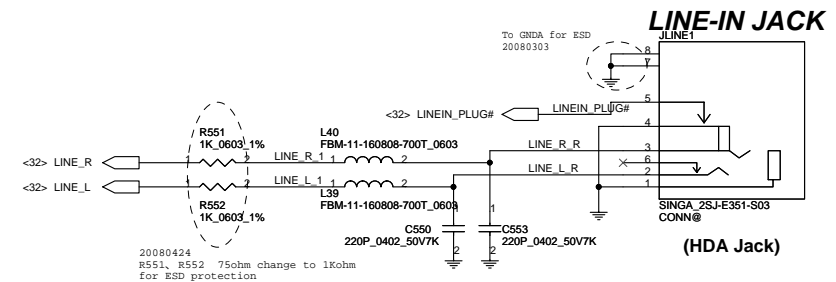 LINE-IN JACK
To GNDA for ESD
20080303
JLINE1
8
7
<32> LINEIN_PLUG#
LINEIN_PLUG#
5
4
R551
1K_0603_1%
L40
FBM-11-160808-700T_0603
<32> LINE_R
1
2
LINE_R_1
1
2
LINE_R_R
3
6
<32> LINE_L
1
2
LINE_L_1
1
2
LINE_L_R
2
1
R552
1K_0603_1%
L39
FBM-11-160808-700T_0603
SINGA_2SJ-E351-S03
CONN@
1
1
C550
220P_0402_50V7K
C553
220P_0402_50V7K
2
2
(HDA Jack)
20080424
R551、R552 75ohm change to 1Kohm
for ESD protection